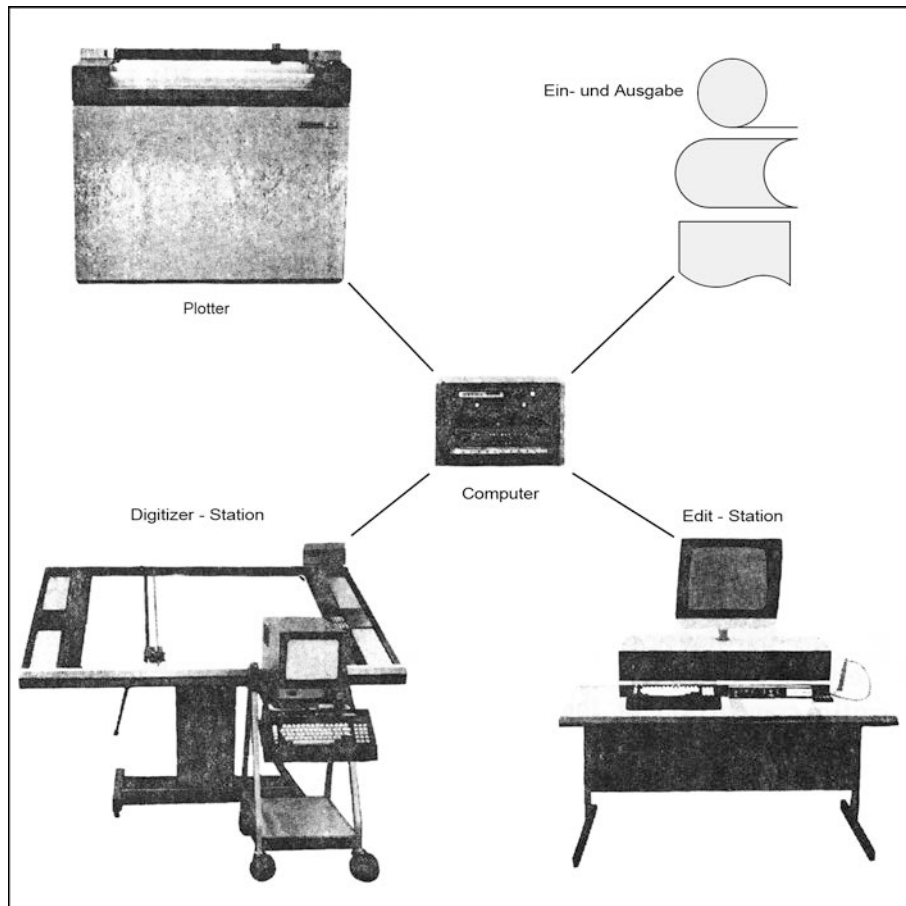 Ein- und Ausgabe
Plotter
Computer
Digitizer - Station
Edit - Station